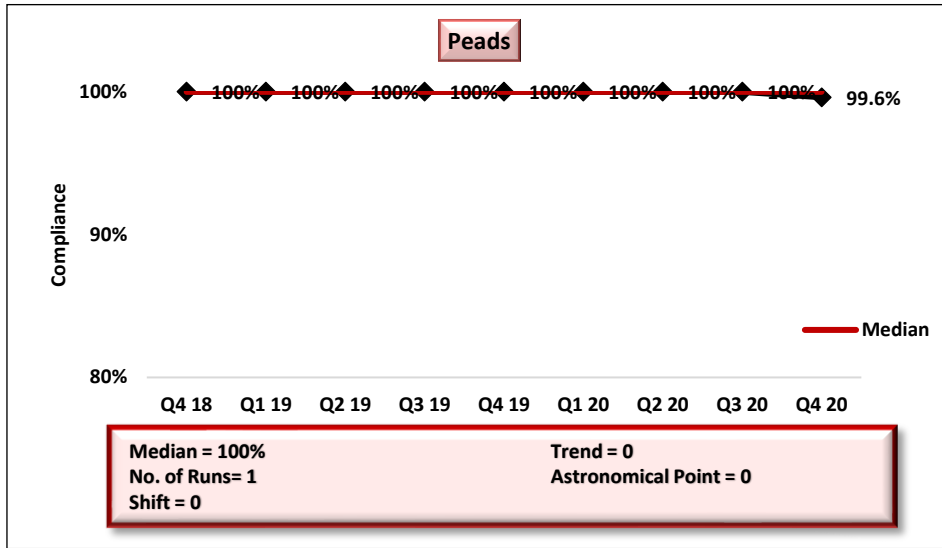 Peads
100%
100% 100% 100% 100% 100% 100% 100% 100% 99.6%
90%
80%
Compliance
Median
Q4 18 Q1 19 Q2 19 Q3 19 Q4 19 Q1 20 Q2 20 Q3 20 Q4 20
Median = 100% Trend = 0
No. of Runs= 1 Astronomical Point = 0
Shift = 0